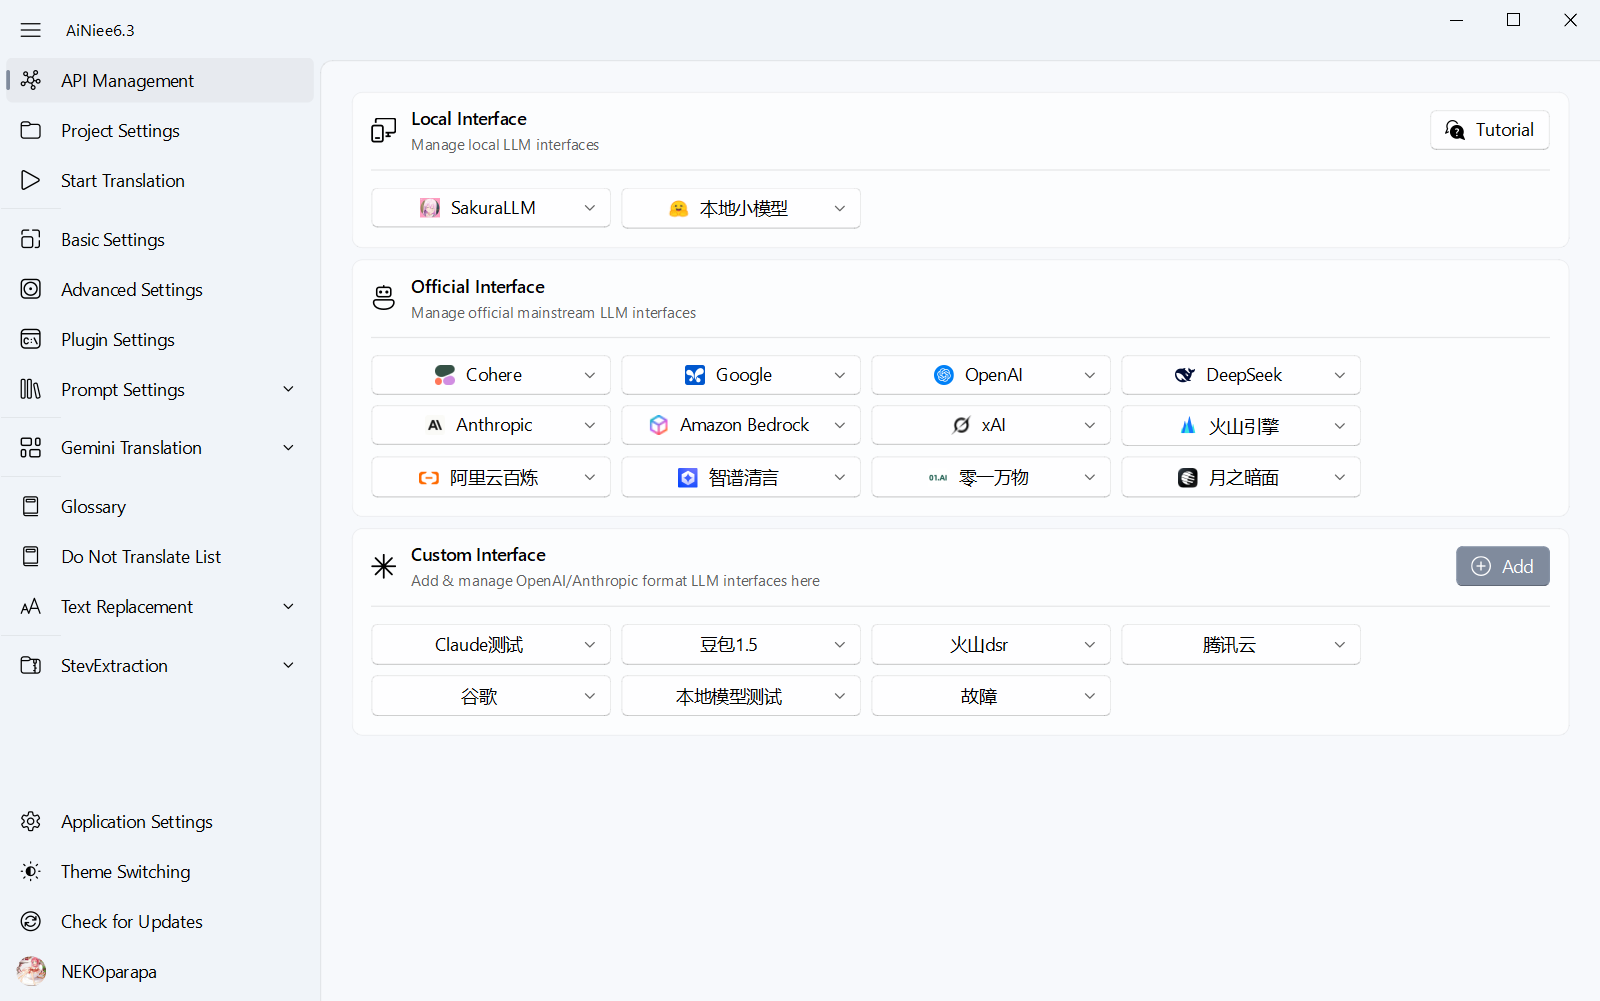 AiNiee6.3
API Management
Project Settings
Start Translation
Basic Settings
Advanced Settings
Plugin Settings
Prompt Settings
Gemini Translation
Glossary
Do Not Translate List
Text Replacement
StevExtraction
Application Settings
Theme Switching
Check for Updates
NEKOparapa
Local Interface
Manage local LLM interfaces
Tutorial
SakuraLLM
本地小模型
Official Interface
Manage official mainstream LLM interfaces
Cohere
Google
OpenAI
DeepSeek
Anthropic
Amazon Bedrock
xAI
火山引擎
阿里云百炼
智谱清言
01.AI 零一万物
月之暗面
Custom Interface
Add & manage OpenAI/Anthropic format LLM interfaces here
Add
Claude测试
豆包1.5
火山dsr
腾讯云
谷歌
本地模型测试
故障